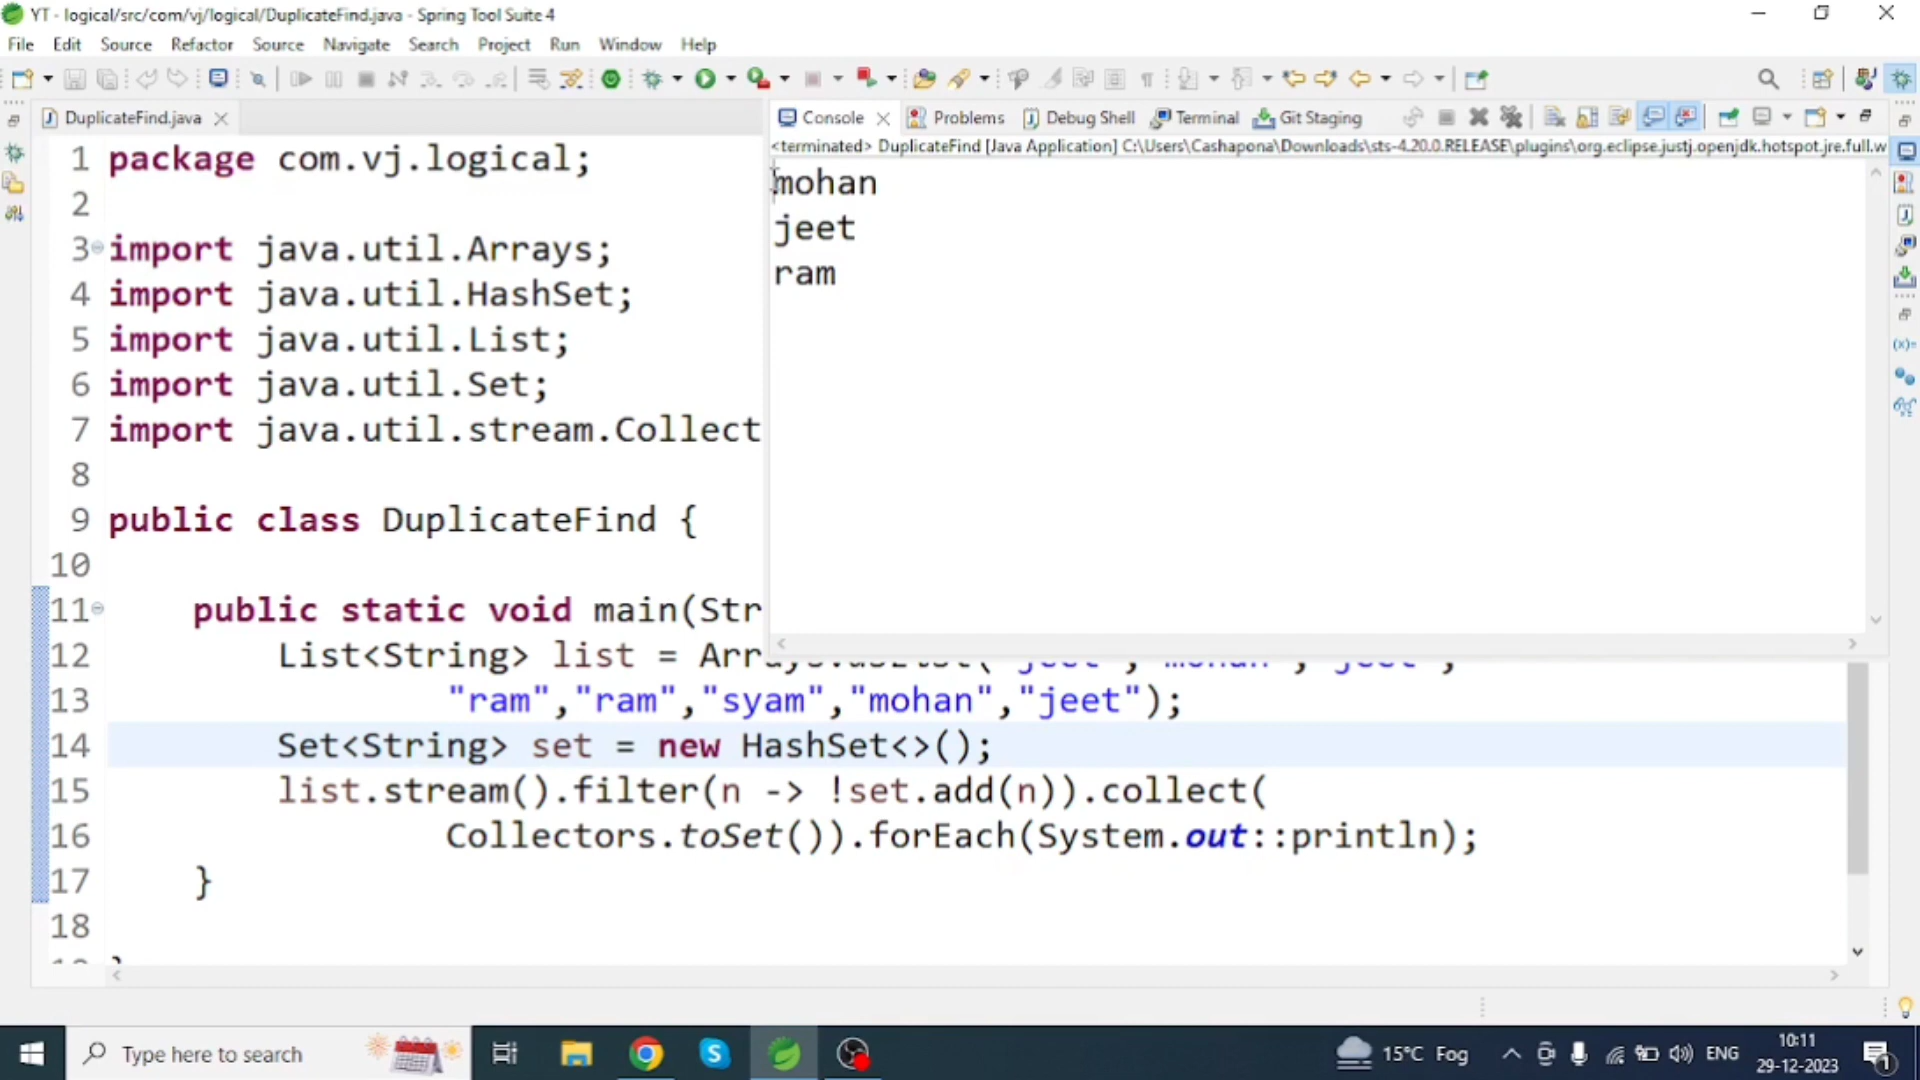 YT - logical/src/com/vj/logical/DuplicateFind.java - Spring Tool Suite 4
File Edit Source Refactor Source Navigate Search Project Run Window Help
DuplicateFind.java
Console Problems Debug Shell Terminal Git Staging
<terminated> DuplicateFind [Java Application] C:\Users\Cashapona\Downloads\sts-4.20.0.RELEASE\plugins\org.eclipse.justj.openjdk.hotspot.jre.full.w
mohan
jeet
ram
1 package com.vj.logical;
2
3 import java.util.Arrays;
4 import java.util.HashSet;
5 import java.util.List;
6 import java.util.Set;
7 import java.util.stream.Collect
8
9 public class DuplicateFind {
10
11 public static void main(Str
12 List<String> list = Arrays.asList("jeet","mohan","jeet",
13 "ram","ram","syam","mohan","jeet");
14 Set<String> set = new HashSet<>();
15 list.stream().filter(n -> !set.add(n)).collect(
16 Collectors.toSet()).forEach(System.out::println);
17 }
18
Type here to search
15°C Fog
ENG
10:11
29-12-2023
1